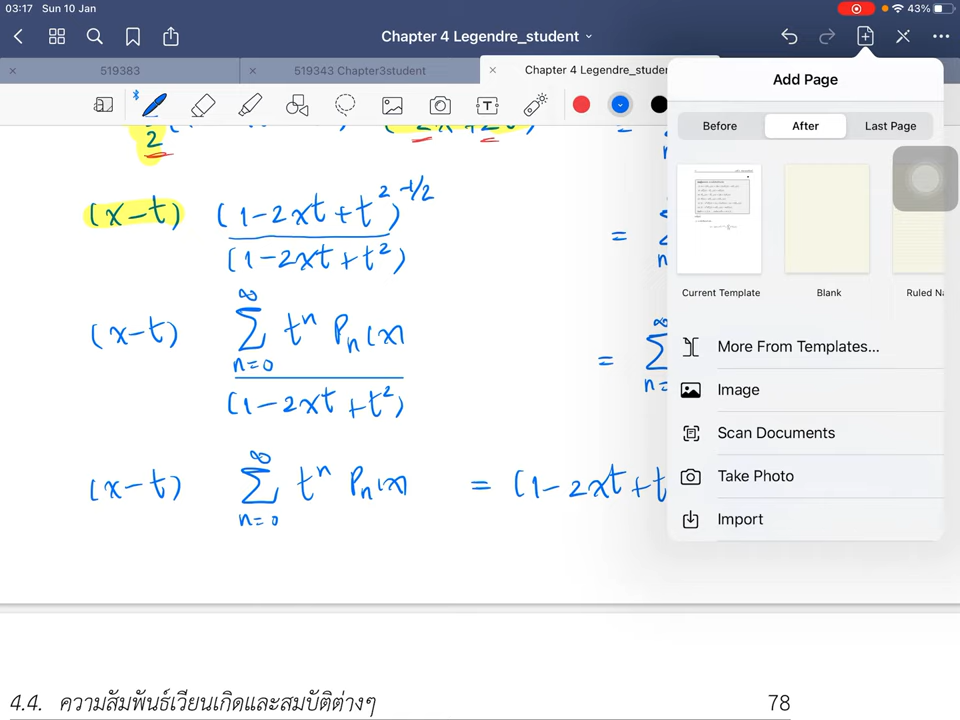 03:17 Sun 10 Jan 43%
Chapter 4 Legendre_student
519383 519343 Chapter3student Chapter 4 Legendre_studen
Add Page
Before After Last Page
Current Template Blank Ruled Na
More From Templates...
Image
Scan Documents
Take Photo
Import
2
(x-t) (1-2xt+t²)^-1/2
(1-2xt+t²) = Σ
∞
(x-t) Σ tⁿ Pₙ(x) = Σ
n=0
(1-2xt+t²)
∞
(x-t) Σ tⁿ Pₙ(x) = (1-2xt+t
n=0
4.4. ความสัมพันธ์เวียนเกิดและสมบัติต่างๆ 78